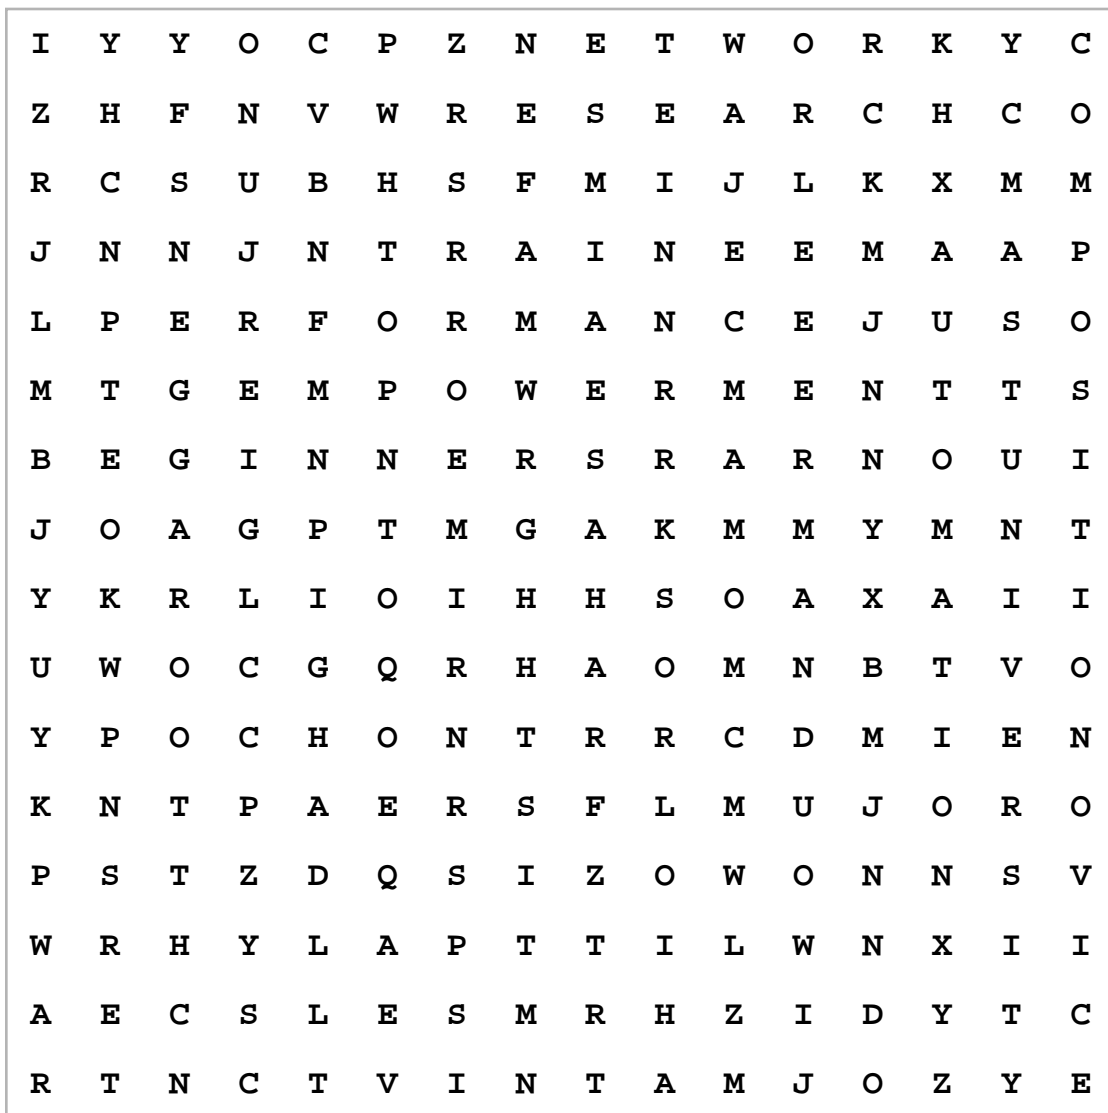 I Y Y O C P Z N E T W O R K Y C
Z H F N V W R E S E A R C H C O
R C S U B H S F M I J L K X M M
J N N J N T R A I N E E M A A P
L P E R F O R M A N C E J U S O
M T G E M P O W E R M E N T T S
B E G I N N E R S R A R N O U I
J O A G P T M G A K M M Y M N T
Y K R L I O I H H S O A X A I I
U W O C G Q R H A O M N B T V O
Y P O C H O N T R R C D M I E N
K N T P A E R S F L M U J O R O
P S T Z D Q S I Z O W O N N S V
W R H Y L A P T T I L W N X I I
A E C S L E S M R H Z I D Y T C
R T N C T V I N T A M J O Z Y E